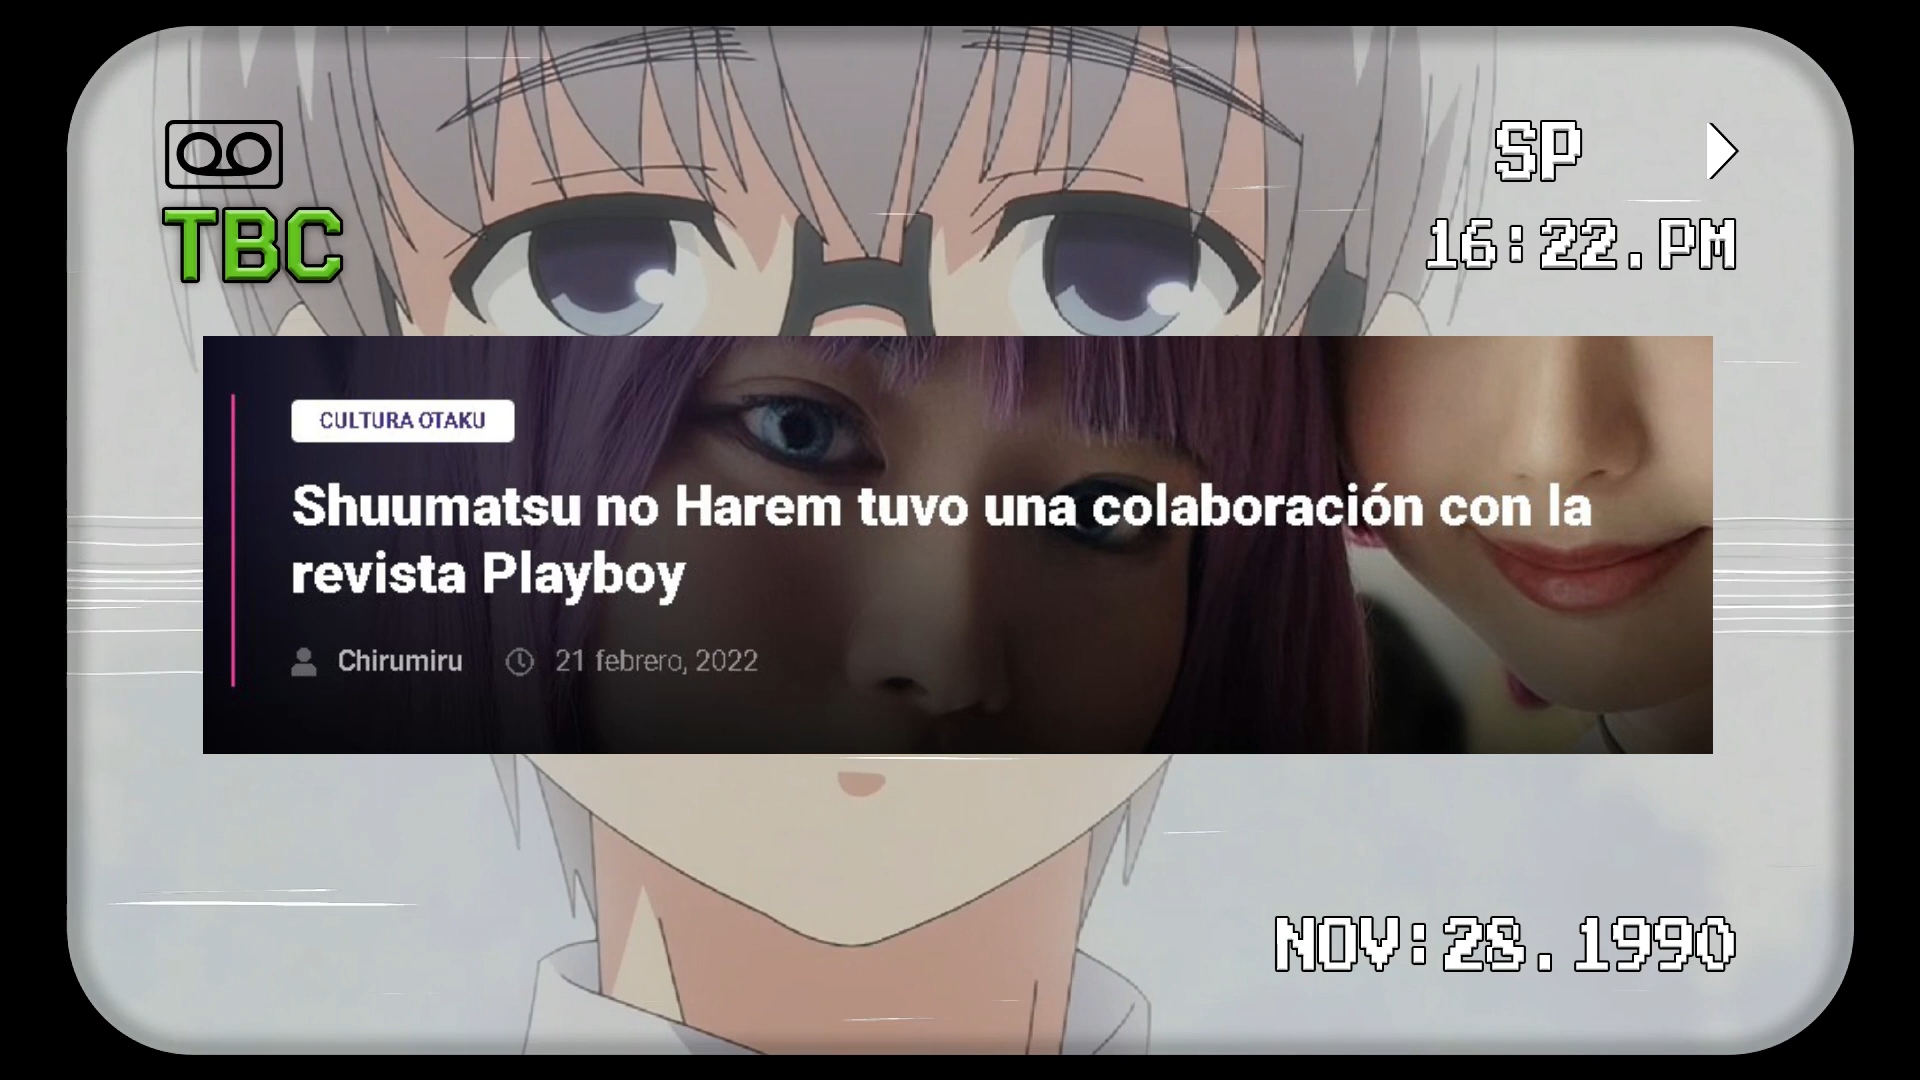 TBC
SP
16:22.PM
CULTURA OTAKU
Shuumatsu no Harem tuvo una colaboración con la
revista Playboy
Chirumiru 21 febrero, 2022
NOV:28.1990